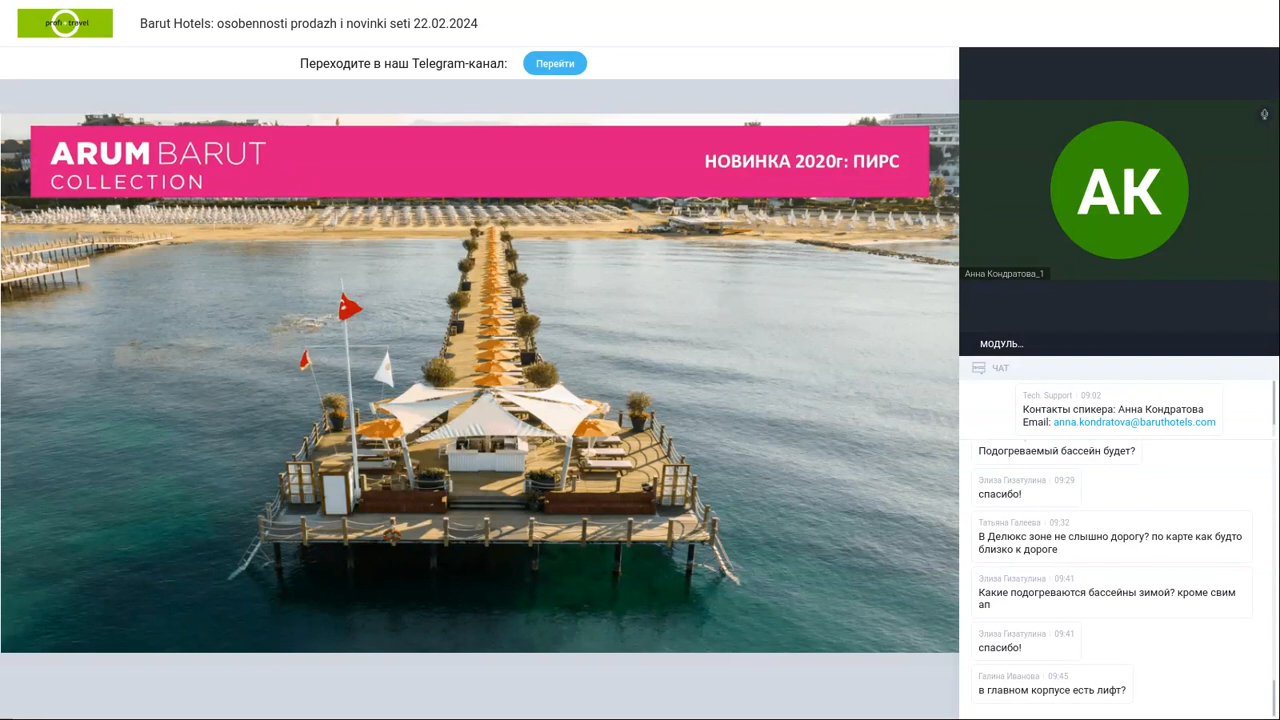 profi travel
Barut Hotels: osobennosti prodazh i novinki seti 22.02.2024
Переходите в наш Telegram-канал:
Перейти
ARUM BARUT
COLLECTION
НОВИНКА 2020г: ПИРС
АК
Анна Кондратова_1
МОДУЛЬ...
ЧАТ
Tech. Support 09:02
Контакты спикера: Анна Кондратова
Email: anna.kondratova@baruthotels.com
Подогреваемый бассейн будет?
Элиза Гизатулина 09:29
спасибо!
Татьяна Галеева 09:32
В Делюкс зоне не слышно дорогу? по карте как будто
близко к дороге
Элиза Гизатулина 09:41
Какие подогреваются бассейны зимой? кроме свим
ап
Элиза Гизатулина 09:41
спасибо!
Галина Иванова 09:45
в главном корпусе есть лифт?